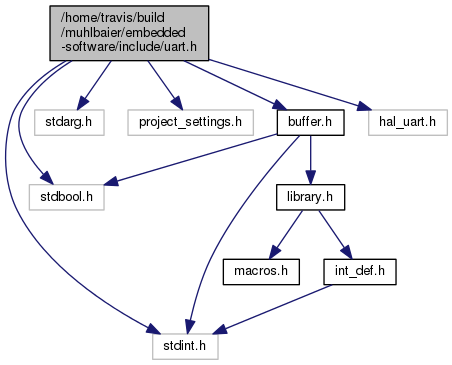 /home/travis/build
/muhlbaier/embedded
-software/include/uart.h
stdarg.h
project_settings.h
buffer.h
hal_uart.h
stdbool.h
library.h
macros.h
int_def.h
stdint.h